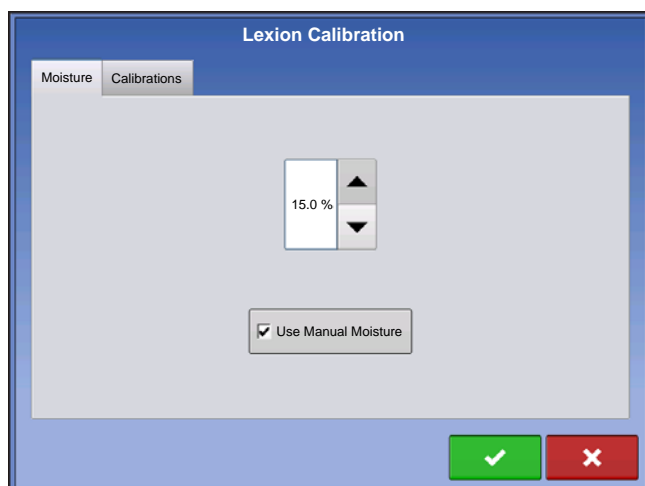 Lexion Calibration
Moisture
Calibrations
15.0 %
Use Manual Moisture